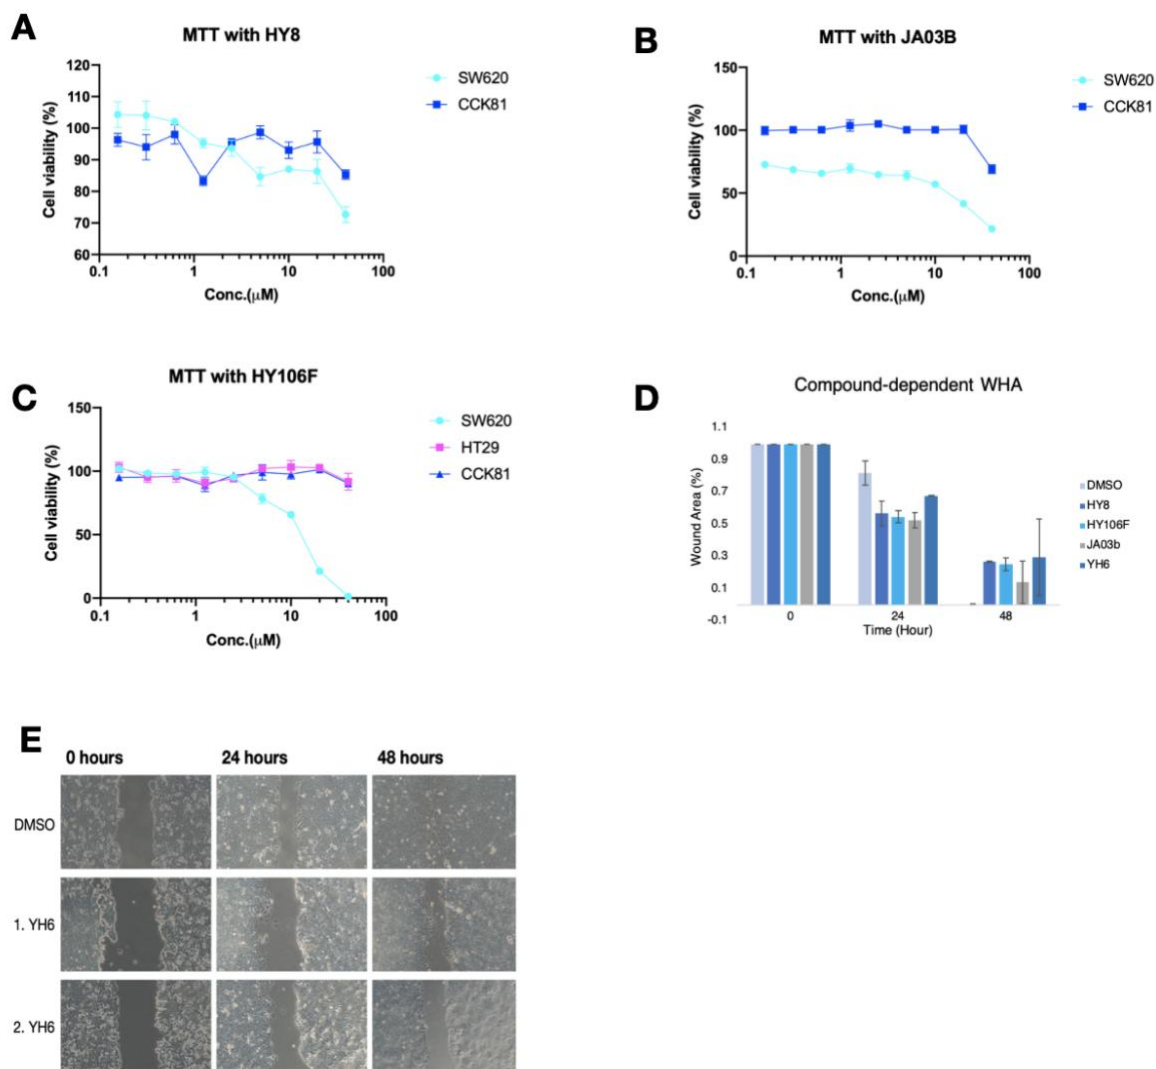 A
MTT with HY8
120
110
100
90
80
70
60
0.1
1
10
100
Cell viability (%)
Conc.(μM)
SW620
CCK81
B
MTT with JA03B
150
100
50
0
0.1
1
10
100
Cell viability (%)
Conc.(μM)
SW620
CCK81
C
MTT with HY106F
150
100
50
0
0.1
1
10
100
Cell viability (%)
Conc.(μM)
SW620
HT29
CCK81
D
Compound-dependent WHA
1.1
0.9
0.7
0.5
0.3
0.1
-0.1
Wound Area (%)
0
24
48
Time (Hour)
DMSO
HY8
HY106F
JA03b
YH6
E
0 hours
24 hours
48 hours
DMSO
1. YH6
2. YH6